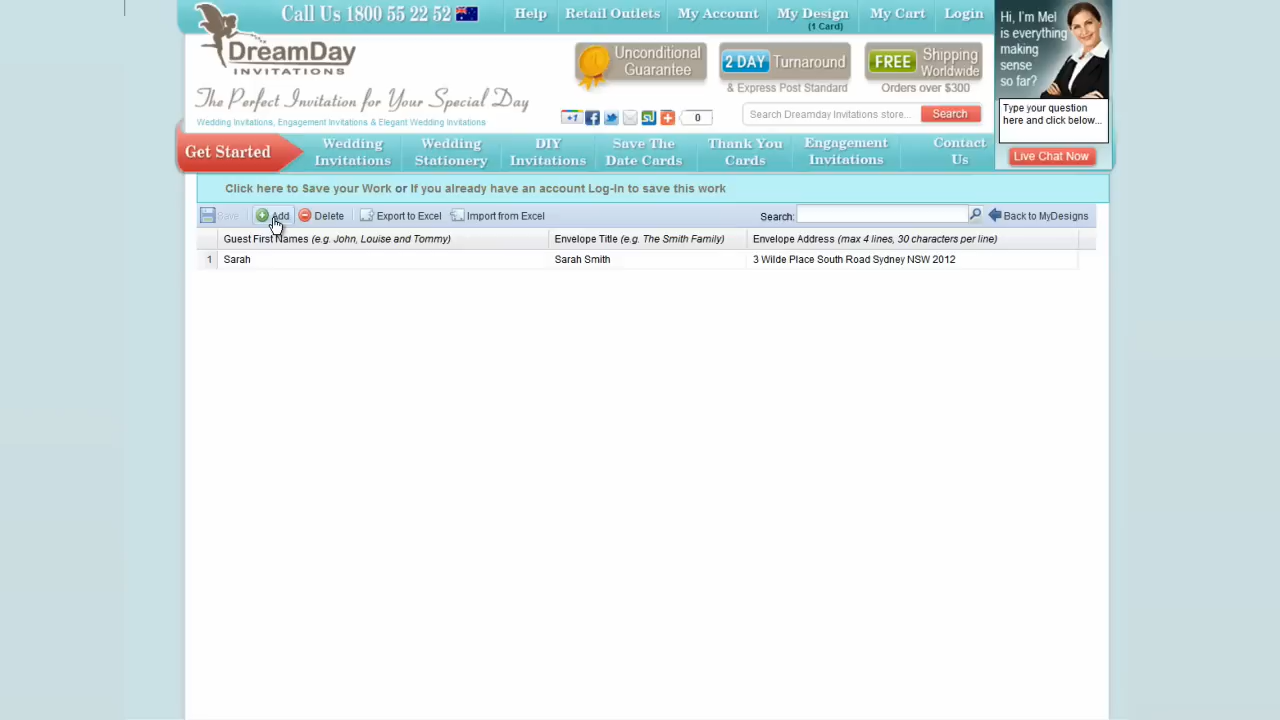 Call Us 1800 55 22 52
Help
Retail Outlets
My Account
My Design
(1 Card)
My Cart
Login
DreamDay
INVITATIONS
The Perfect Invitation for Your Special Day
Wedding Invitations, Engagement Invitations & Elegant Wedding Invitations
Unconditional
Guarantee
2 DAY Turnaround
& Express Post Standard
FREE Shipping
Worldwide
Orders over $300
+1
0
Search Dreamday Invitations store...
Search
Hi, I'm Mel
is everything
making
sense
so far?
Type your question
here and click below...
Live Chat Now
Get Started
Wedding
Invitations
Wedding
Stationery
DIY
Invitations
Save The
Date Cards
Thank You
Cards
Engagement
Invitations
Contact
Us
Click here to Save your Work or If you already have an account Log-In to save this work
Save
Add
Delete
Export to Excel
Import from Excel
Search:
Back to MyDesigns
Guest First Names (e.g. John, Louise and Tommy)
Envelope Title (e.g. The Smith Family)
Envelope Address (max 4 lines, 30 characters per line)
1 Sarah Sarah Smith 3 Wilde Place South Road Sydney NSW 2012